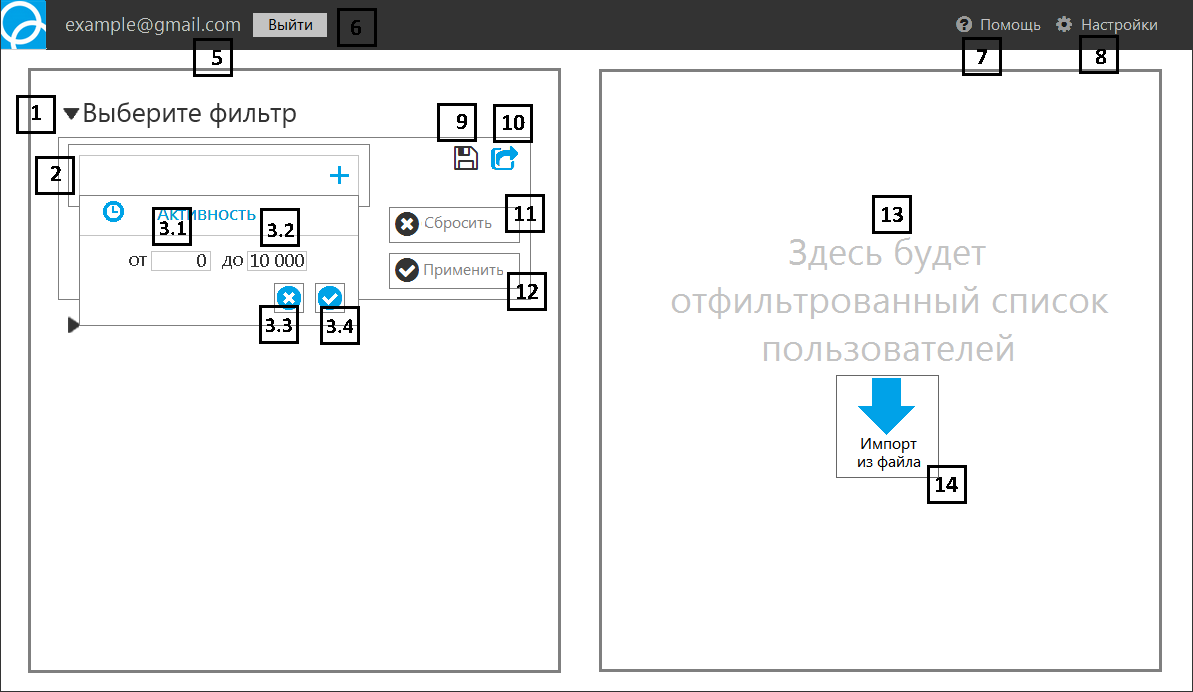 example@gmail.com Выйти 6 Помощь Настройки
5 7 8
1 Выберите фильтр 9 10
2
Активность
3.1 3.2
11 Сбросить
от 0 до 10 000
Применить
12
3.3 3.4
13
Здесь будет
отфильтрованный список
пользователей
Импорт
из файла
14